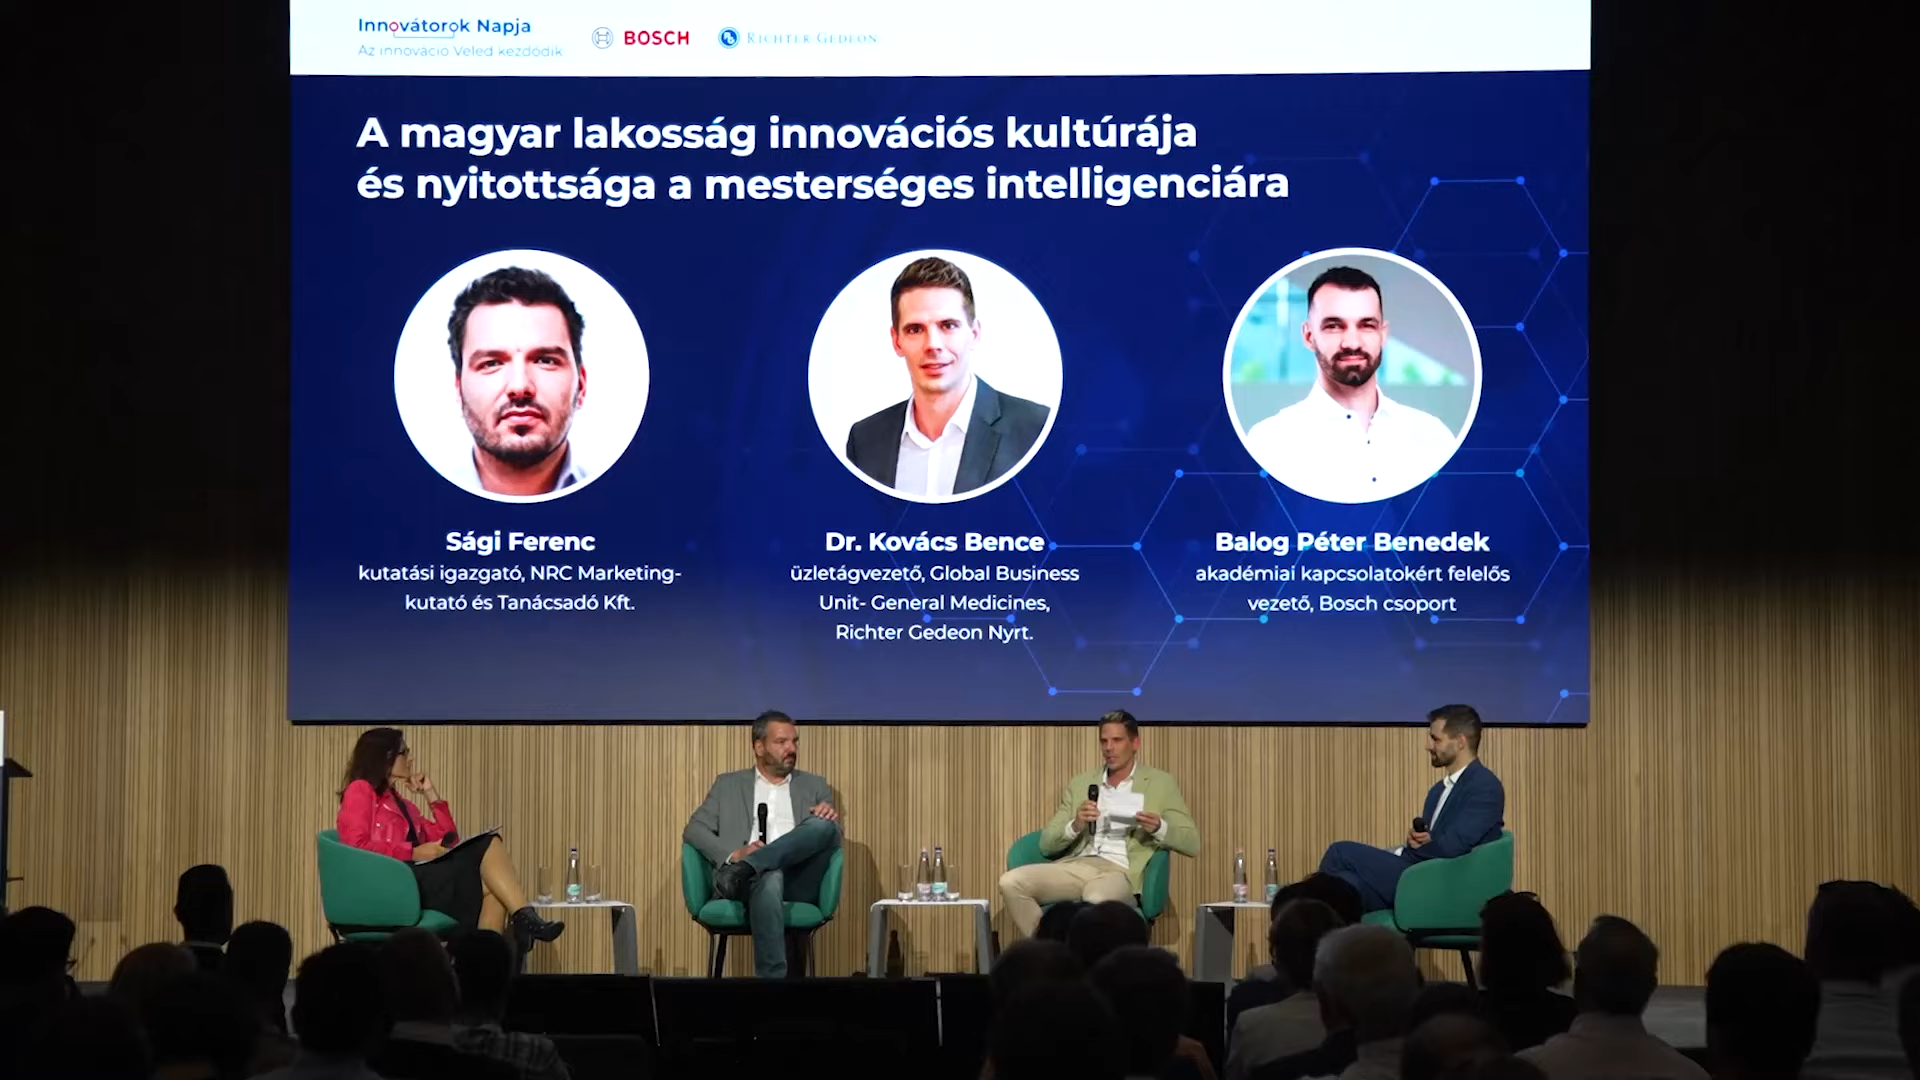 Innovátorok Napja
Az innováció Veled kezdődik
BOSCH
RICHTER GEDEON
A magyar lakosság innovációs kultúrája
és nyitottsága a mesterséges intelligenciára
Sági Ferenc
kutatási igazgató, NRC Marketing-
kutató és Tanácsadó Kft.
Dr. Kovács Bence
üzletágvezető, Global Business
Unit- General Medicines,
Richter Gedeon Nyrt.
Balog Péter Benedek
akadémiai kapcsolatokért felelős
vezető, Bosch csoport